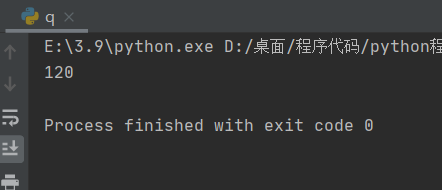 q
E:\3.9\python.exe D:/桌面/程序代码/python程
120
Process finished with exit code 0